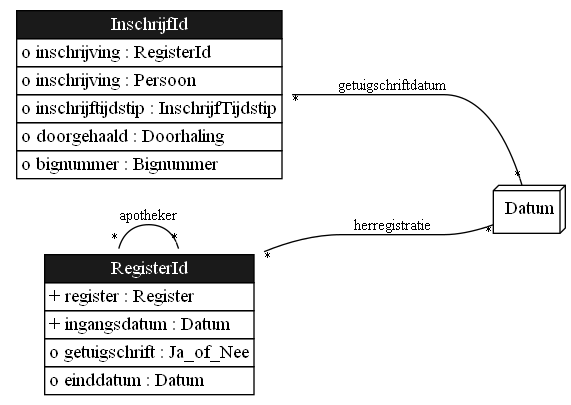 InschrijfId
o inschrijving : RegisterId
o inschrijving : Persoon
o inschrijftijdstip : InschrijfTijdstip
o doorgehaald : Doorhaling
o bignummer : Bignummer
getuigschriftdatum
*
*
Datum
apotheker
*
*
herregistratie
*
*
RegisterId
+ register : Register
+ ingangsdatum : Datum
o getuigschrift : Ja_of_Nee
o einddatum : Datum